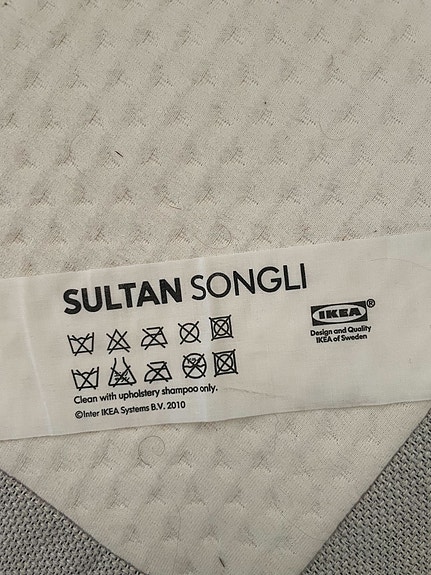 SULTAN SONGLI
IKEA®
Design and Quality
IKEA of Sweden
Clean with upholstery shampoo only.
©Inter IKEA Systems B.V. 2010